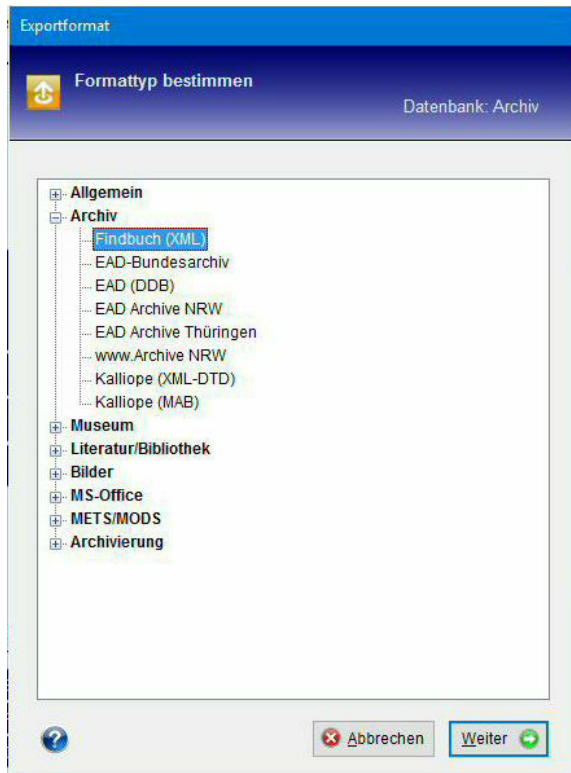 Exportformat
Formattyp bestimmen
Datenbank: Archiv
Allgemein
Archiv
Findbuch (XML)
EAD-Bundesarchiv
EAD (DDB)
EAD Archive NRW
EAD Archive Thüringen
www.Archive NRW
Kalliope (XML-DTD)
Kalliope (MAB)
Museum
Literatur/Bibliothek
Bilder
MS-Office
METS/MODS
Archivierung
Abbrechen Weiter